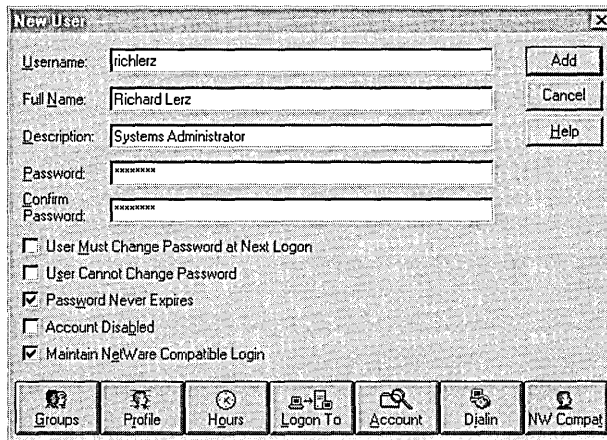 New User
Username: richlerz
Add
Full Name: Richard Lerz
Cancel
Description: Systems Administrator
Help
Password: xxxxxxxx
Confirm
Password: xxxxxxxx
User Must Change Password at Next Logon
User Cannot Change Password
Password Never Expires
Account Disabled
Maintain NetWare Compatible Login
Groups Profile Hours Logon To Account Dialin NW Compat